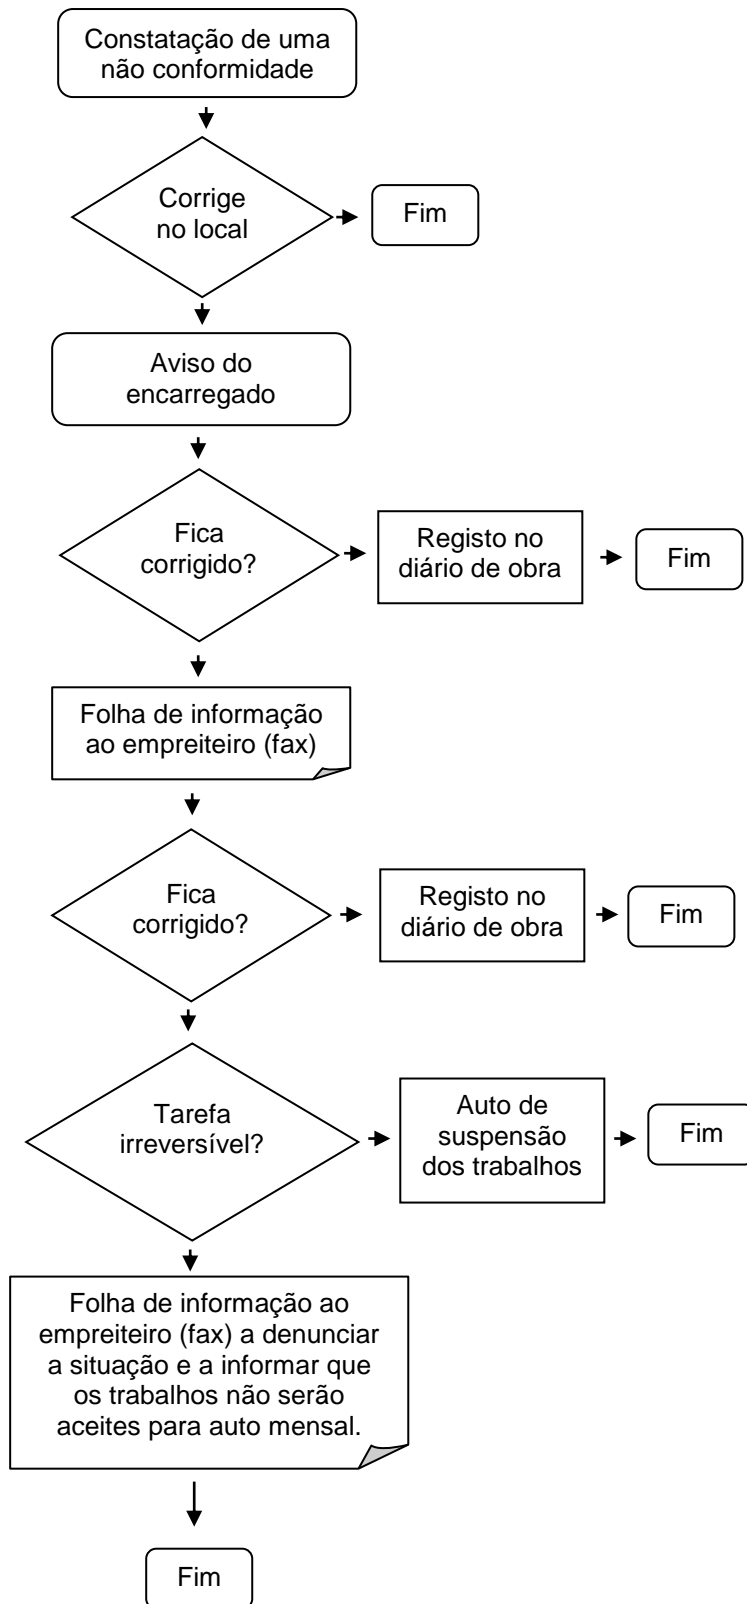 Constatação de uma
não conformidade
Corrige
no local
Fim
Aviso do
encarregado
Fica
corrigido?
Registo no
diário de obra
Fim
Folha de informação
ao empreiteiro (fax)
Fica
corrigido?
Registo no
diário de obra
Fim
Tarefa
irreversível?
Auto de
suspensão
dos trabalhos
Fim
Folha de informação ao
empreiteiro (fax) a denunciar
a situação e a informar que
os trabalhos não serão
aceites para auto mensal.
Fim